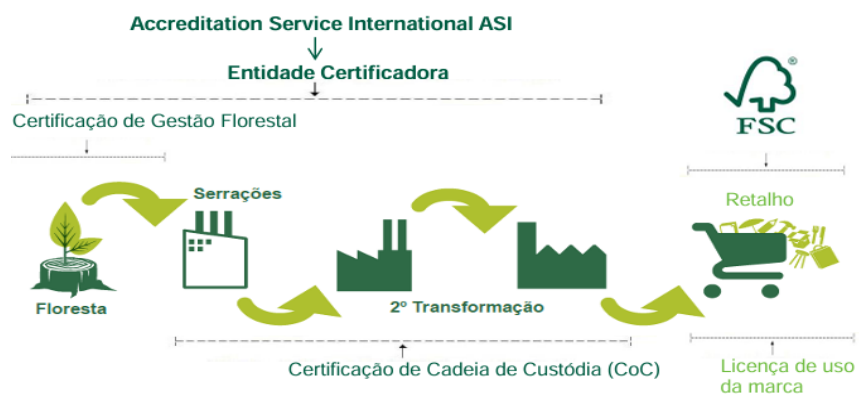 Accreditation Service International ASI
Entidade Certificadora
Certificação de Gestão Florestal
®
FSC
Serrações
Retalho
Floresta
2º Transformação
Certificação de Cadeia de Custódia (CoC)
Licença de uso
da marca